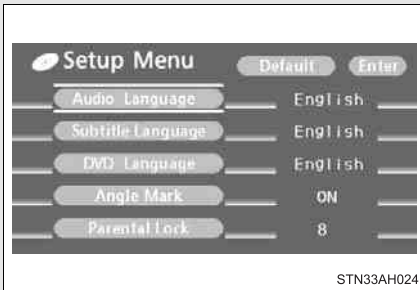 Setup Menu Default Enter
Audio Language English
Subtitle Language English
DVD Language English
Angle Mark ON
Parental Lock 8
STN33AH024